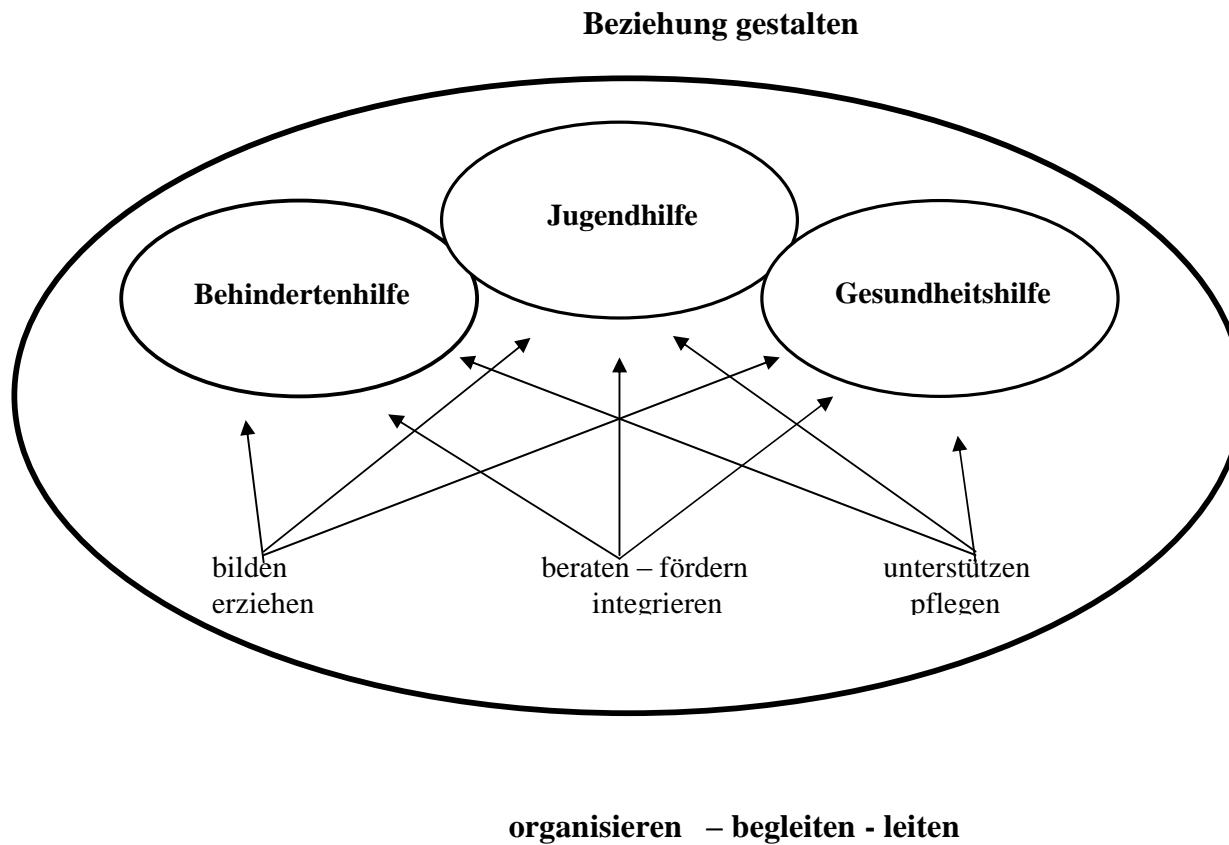 Beziehung gestalten
Jugendhilfe
Behindertenhilfe
Gesundheitshilfe
bilden
erziehen
beraten – fördern
integrieren
unterstützen
pflegen
organisieren – begleiten - leiten